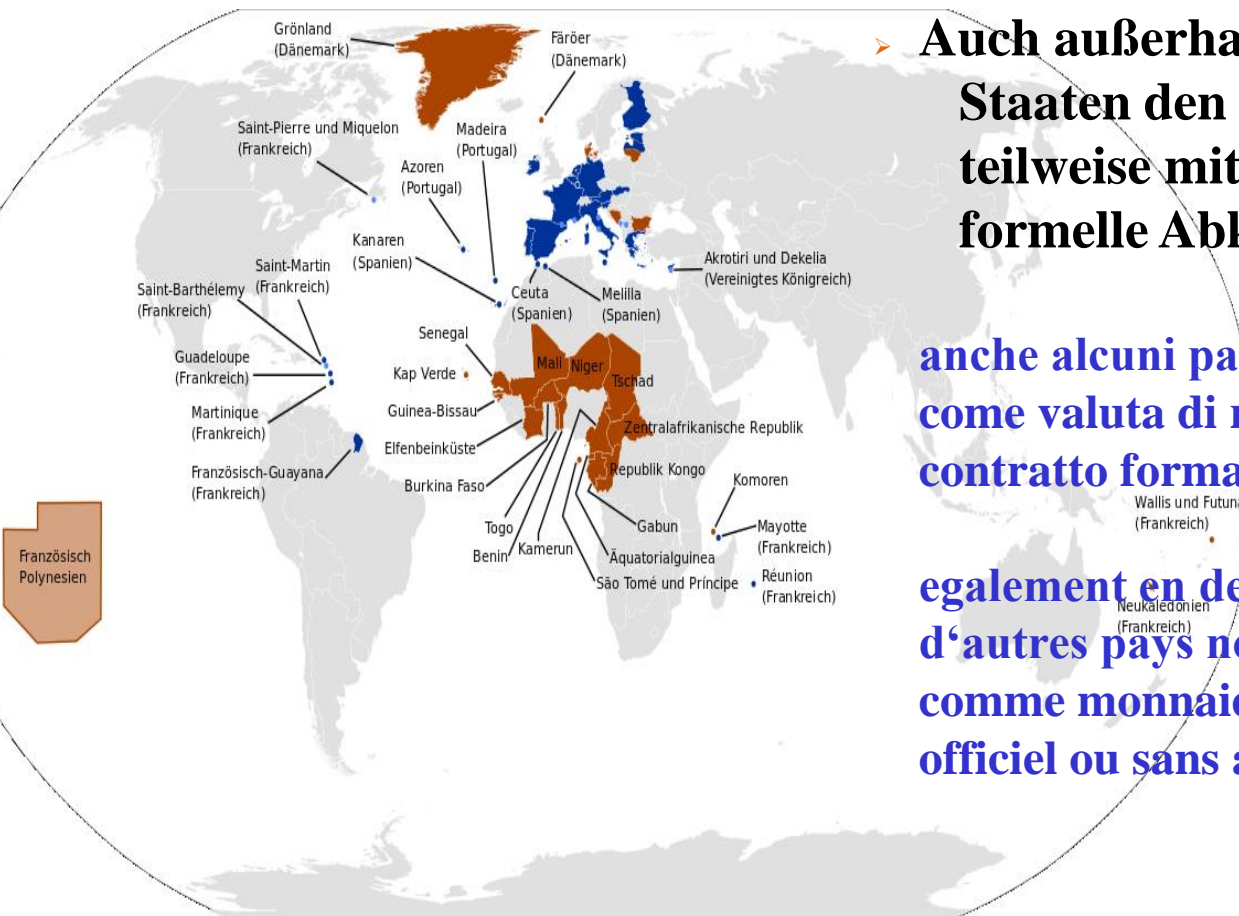 Grönland
(Dänemark)
Färöer
(Dänemark)
Saint-Pierre und Miquelon
(Frankreich)
Madeira
(Portugal)
Azoren
(Portugal)
Kanaren
(Spanien)
Saint-Martin
(Frankreich)
Saint-Barthélemy
(Frankreich)
Akrotiri und Dekelia
(Vereinigtes Königreich)
Ceuta
(Spanien)
Melilla
(Spanien)
Senegal
Guadeloupe
(Frankreich)
Kap Verde
Mali
Niger
Tschad
Guinea-Bissau
Martinique
(Frankreich)
Zentralafrikanische Republik
Elfenbeinküste
Französisch-Guayana
(Frankreich)
Republik Kongo
Burkina Faso
Komoren
Togo
Gabun
Mayotte
(Frankreich)
Benin
Kamerun
Äquatorialguinea
São Tomé und Príncipe
Réunion
(Frankreich)
Französisch
Polynesien
Auch außerha
Staaten den
teilweise mit
formelle Abk
anche alcuni pa
come valuta di
contratto forma
Wallis und Futuna
(Frankreich)
egalement en de
Neukaledonien
(Frankreich)
d‘autres pays
comme monnaie
officiel ou sans a